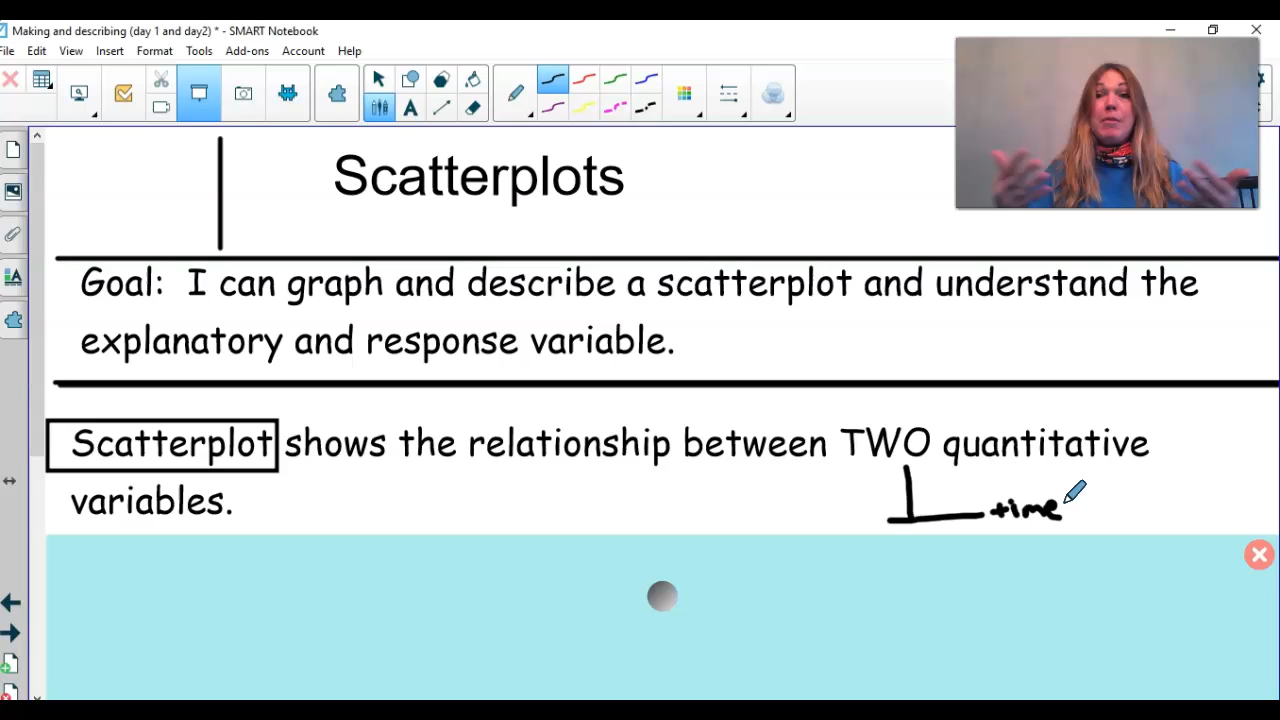 Making and describing (day 1 and day2) * - SMART Notebook
File Edit View Insert Format Tools Add-ons Account Help
Scatterplots
Goal: I can graph and describe a scatterplot and understand the
explanatory and response variable.
Scatterplot shows the relationship between TWO quantitative
variables.
time